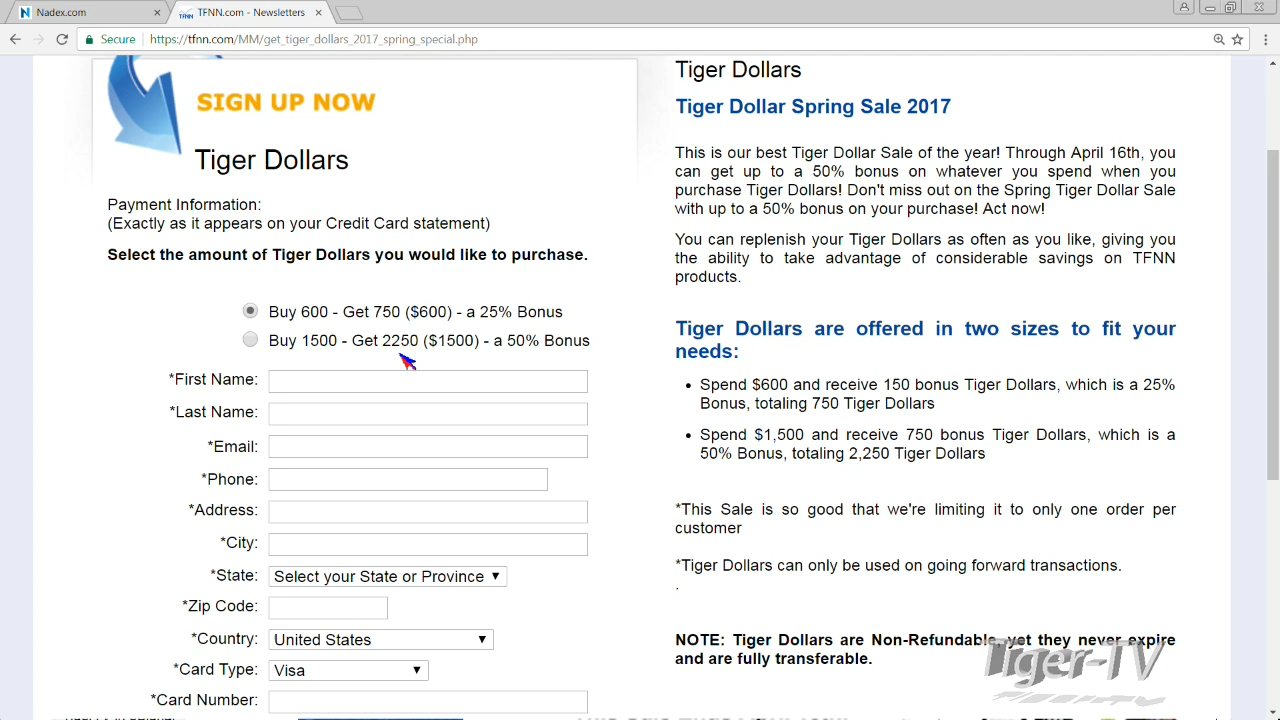 Nadex.com
TFNN.com - Newsletters
Secure
https://tfnn.com/MM/get_tiger_dollars_2017_spring_special.php
SIGN UP NOW
Tiger Dollars
Payment Information:
(Exactly as it appears on your Credit Card statement)
Select the amount of Tiger Dollars you would like to purchase.
Buy 600 - Get 750 ($600) - a 25% Bonus
Buy 1500 - Get 2250 ($1500) - a 50% Bonus
*First Name:
*Last Name:
*Email:
*Phone:
*Address:
*City:
*State: Select your State or Province
*Zip Code:
*Country: United States
*Card Type: Visa
*Card Number:
Tiger Dollars
Tiger Dollar Spring Sale 2017
This is our best Tiger Dollar Sale of the year! Through April 16th, you
can get up to a 50% bonus on whatever you spend when you
purchase Tiger Dollars! Don't miss out on the Spring Tiger Dollar Sale
with up to a 50% bonus on your purchase! Act now!
You can replenish your Tiger Dollars as often as you like, giving you
the ability to take advantage of considerable savings on TFNN
products.
Tiger Dollars are offered in two sizes to fit your
needs:
• Spend $600 and receive 150 bonus Tiger Dollars, which is a 25%
Bonus, totaling 750 Tiger Dollars
• Spend $1,500 and receive 750 bonus Tiger Dollars, which is a
50% Bonus, totaling 2,250 Tiger Dollars
*This Sale is so good that we're limiting it to only one order per
customer
*Tiger Dollars can only be used on going forward transactions.
.
NOTE: Tiger Dollars are Non-Refundable, yet they never expire
and are fully transferable.
Tiger-TV